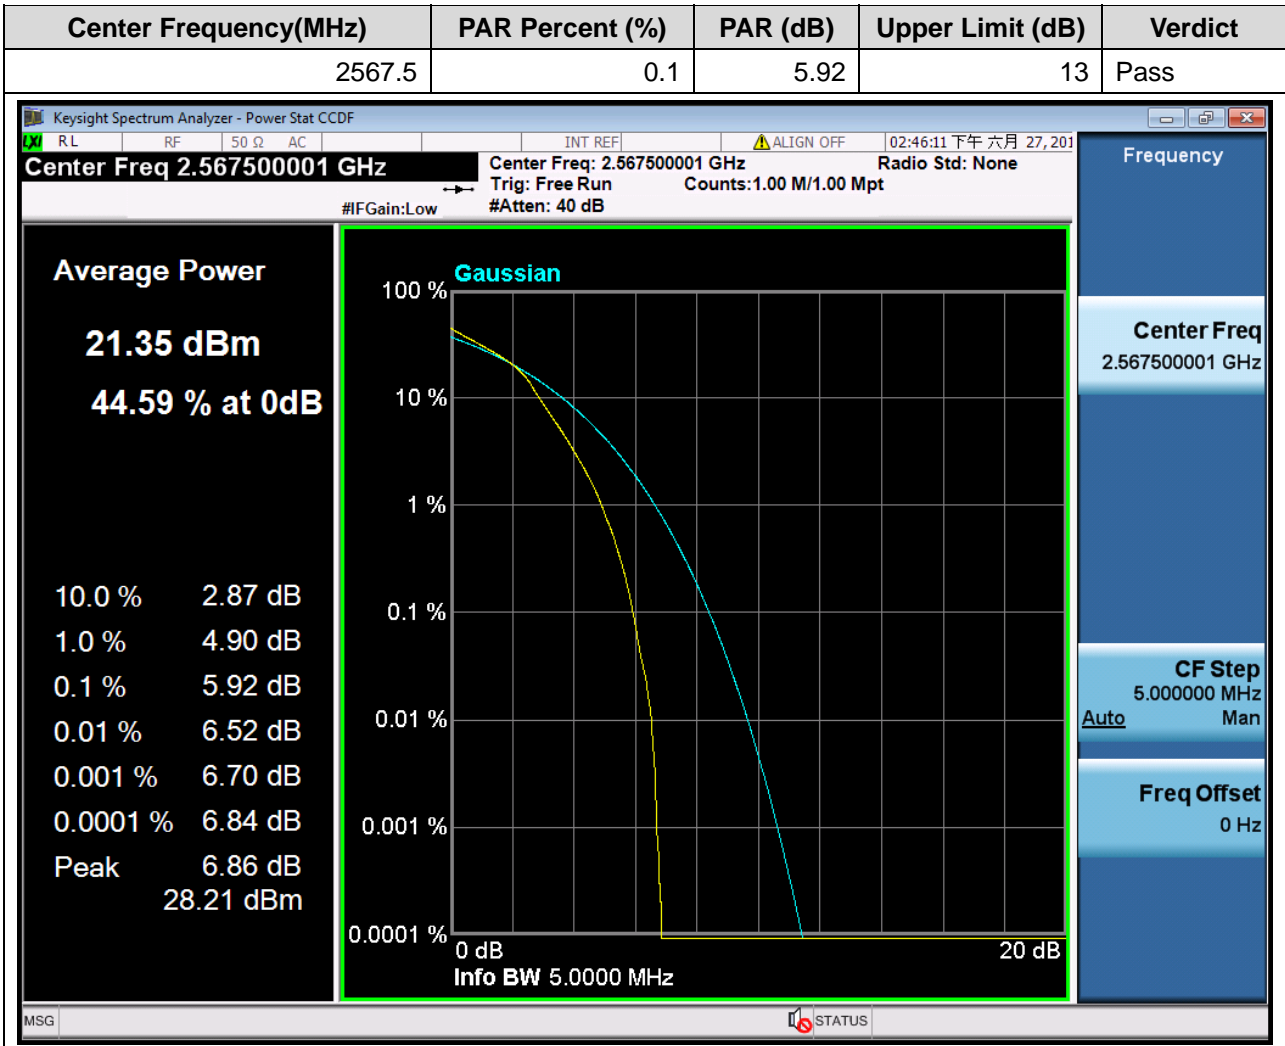 Center Frequency(MHz) PAR Percent (%) PAR (dB) Upper Limit (dB) Verdict
2567.5 0.1 5.92 13 Pass
Keysight Spectrum Analyzer - Power Stat CCDF
LXI RL RF 50 Ω AC INT REF ALIGN OFF 02:46:11 下午 六月 27, 201
Center Freq 2.567500001 GHz
#IFGain:Low
Center Freq: 2.567500001 GHz Radio Std: None
Trig: Free Run Counts:1.00 M/1.00 Mpt
#Atten: 40 dB
Average Power
21.35 dBm
44.59 % at 0dB
10.0 % 2.87 dB
1.0 % 4.90 dB
0.1 % 5.92 dB
0.01 % 6.52 dB
0.001 % 6.70 dB
0.0001 % 6.84 dB
Peak 6.86 dB
28.21 dBm
Gaussian
100 %
10 %
1 %
0.1 %
0.01 %
0.001 %
0.0001 %
0 dB 20 dB
Info BW 5.0000 MHz
Frequency
Center Freq
2.567500001 GHz
CF Step
5.000000 MHz
Auto Man
Freq Offset
0 Hz
MSG STATUS